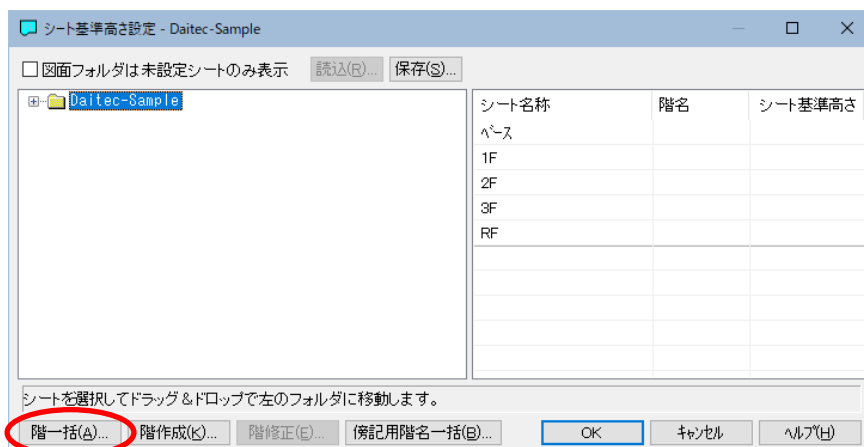 シート基準高さ設定 - Daitec-Sample
図面フォルダは未設定シートのみ表示 読込(R)... 保存(S)...
Daitec-Sample
シート名称 階名 シート基準高さ
ﾍﾞｰｽ
1F
2F
3F
RF
シートを選択してドラッグ&ドロップで左のフォルダに移動します。
階一括(A)... 階作成(K)... 階修正(E)... 傍記用階名一括(B)... OK ｷｬﾝｾﾙ ﾍﾙﾌﾟ(H)